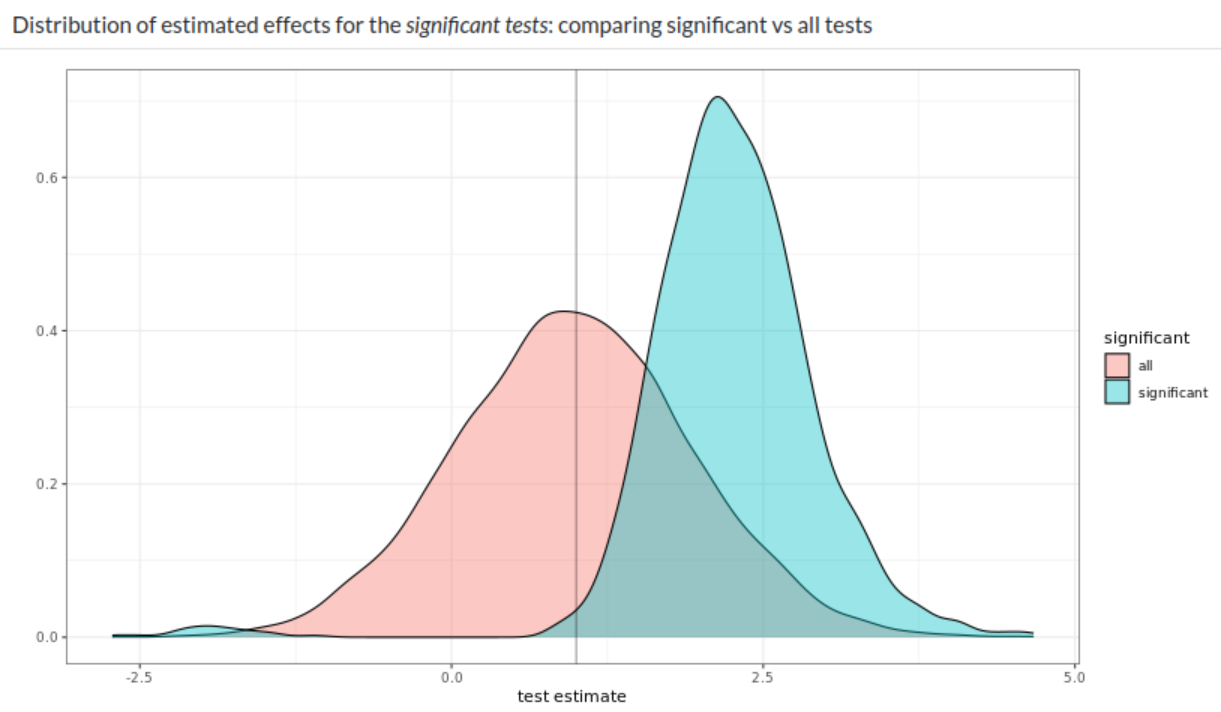 Distribution of estimated effects for the significant tests: comparing significant vs all tests
0.6
0.4
0.2
0.0
-2.5
0.0
2.5
5.0
test estimate
significant
all
significant